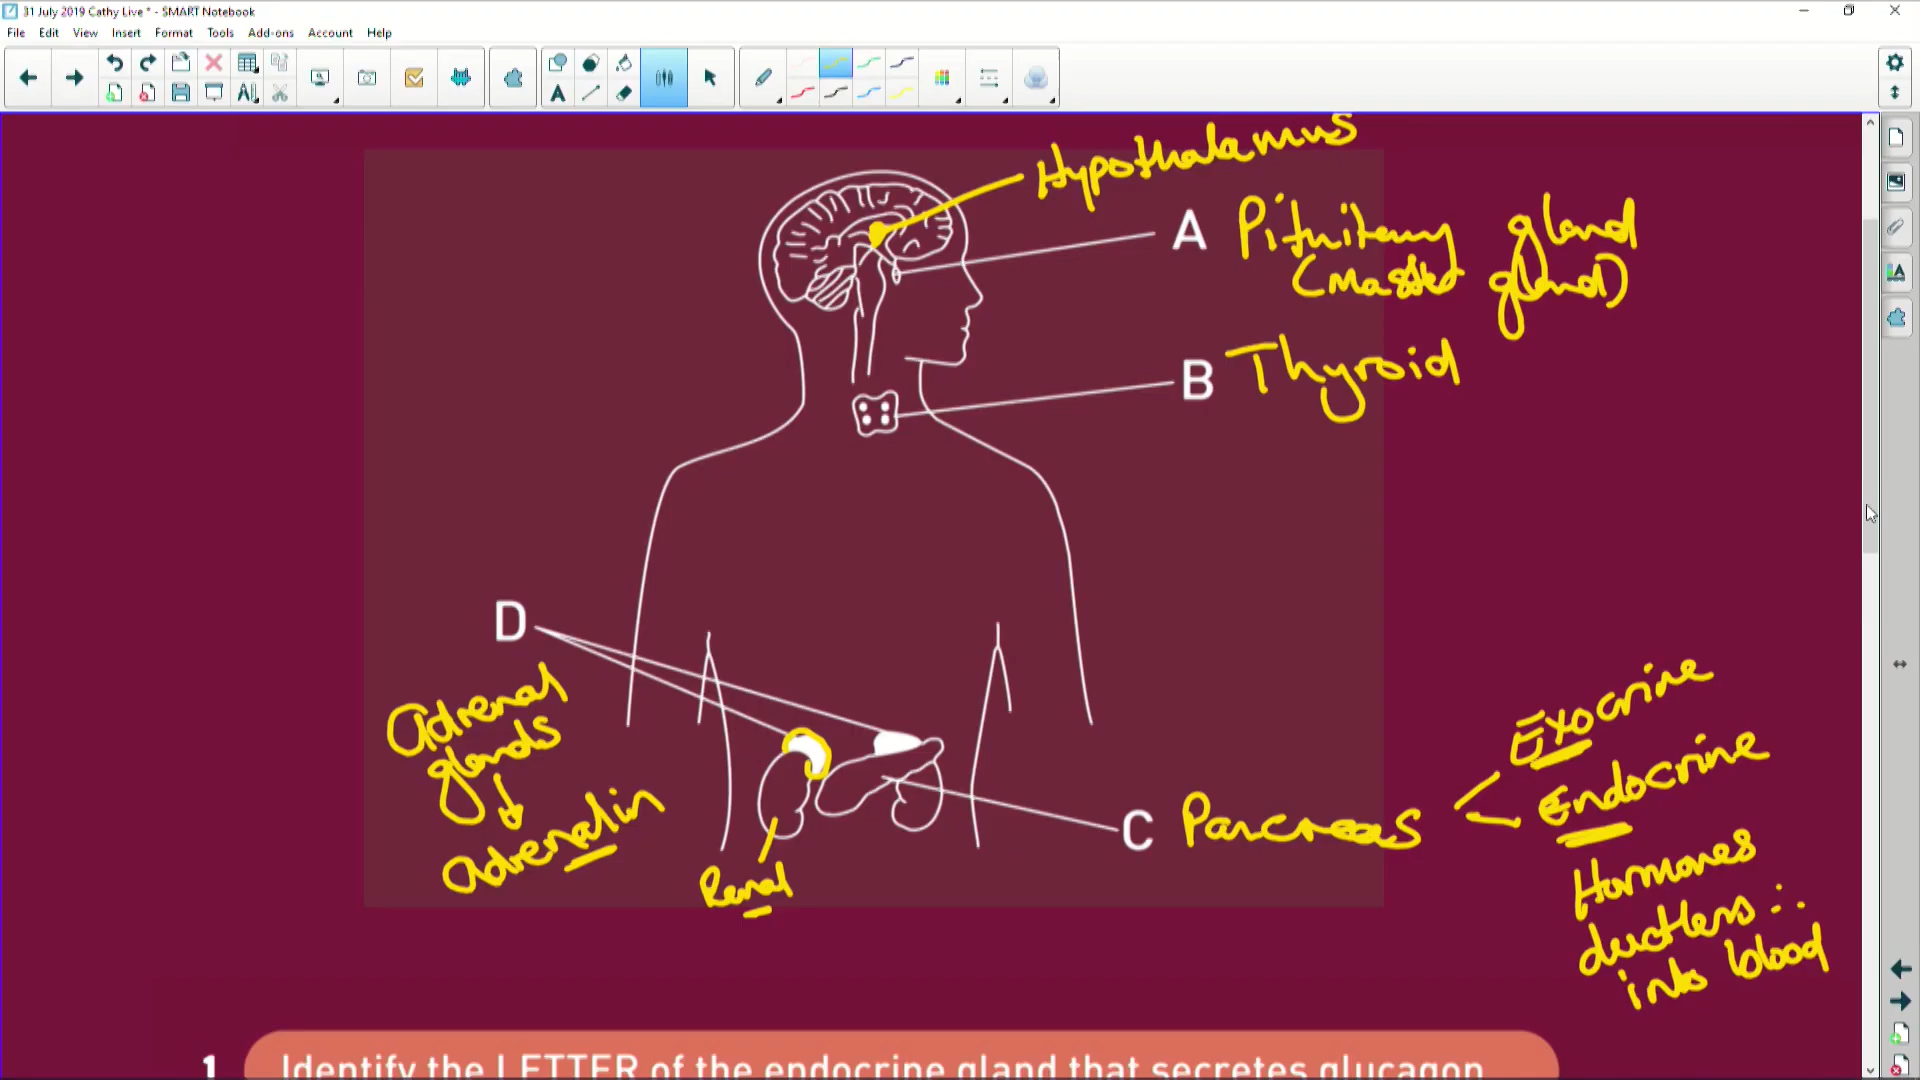 31 July 2019 Cathy Live * - SMART Notebook
File Edit View Insert Format Tools Add-ons Account Help
Hypothalamus
A Pituitary gland
(Master gland)
B Thyroid
D
Adrenal
glands
↓
Adrenalin
Renal
C Pancreas < Exocrine
Endocrine
Hormones
ductless ∴
into blood
1 Identify the LETTER of the endocrine gland that secretes glucagon